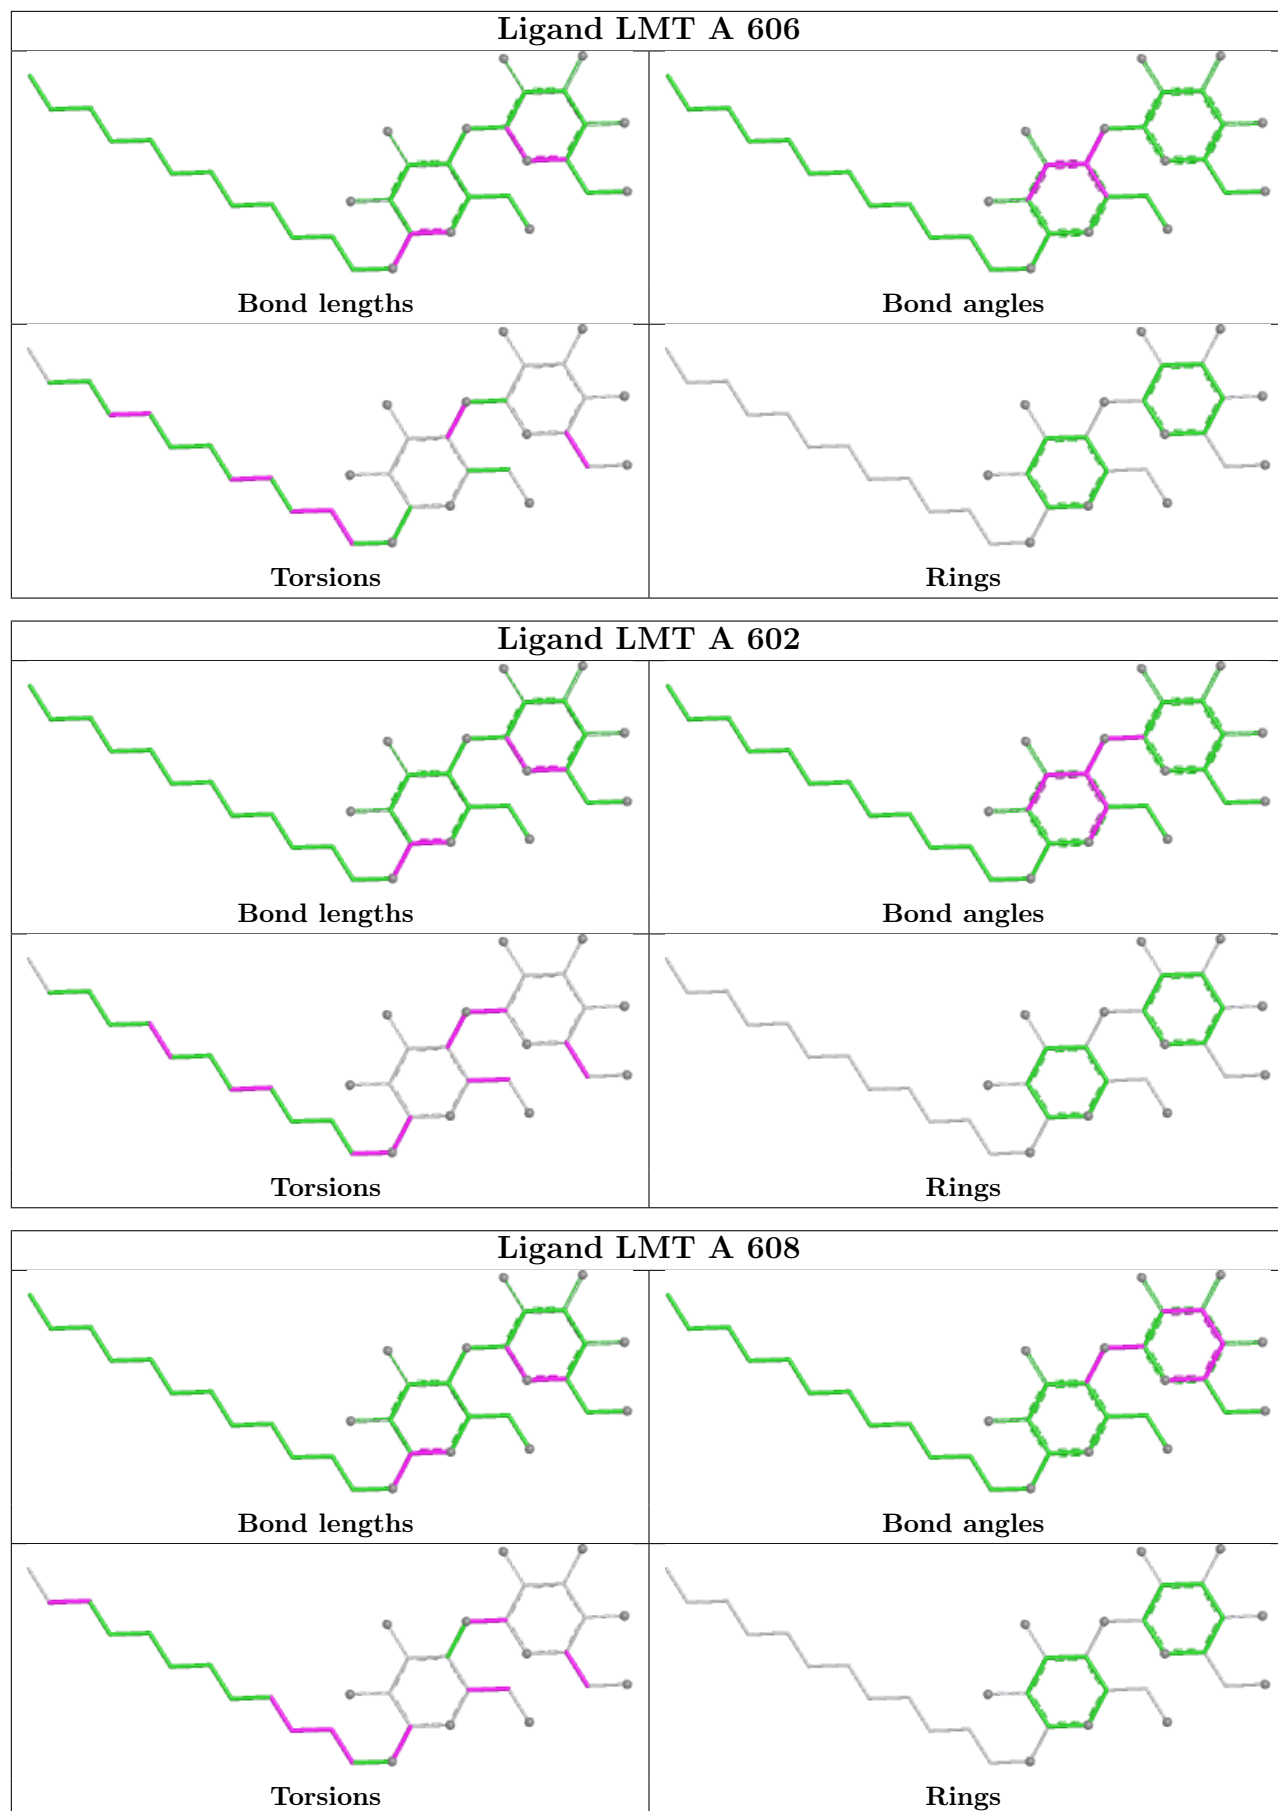 Ligand LMT A 606
Bond lengths
Bond angles
Torsions
Rings
Ligand LMT A 602
Bond lengths
Bond angles
Torsions
Rings
Ligand LMT A 608
Bond lengths
Bond angles
Torsions
Rings